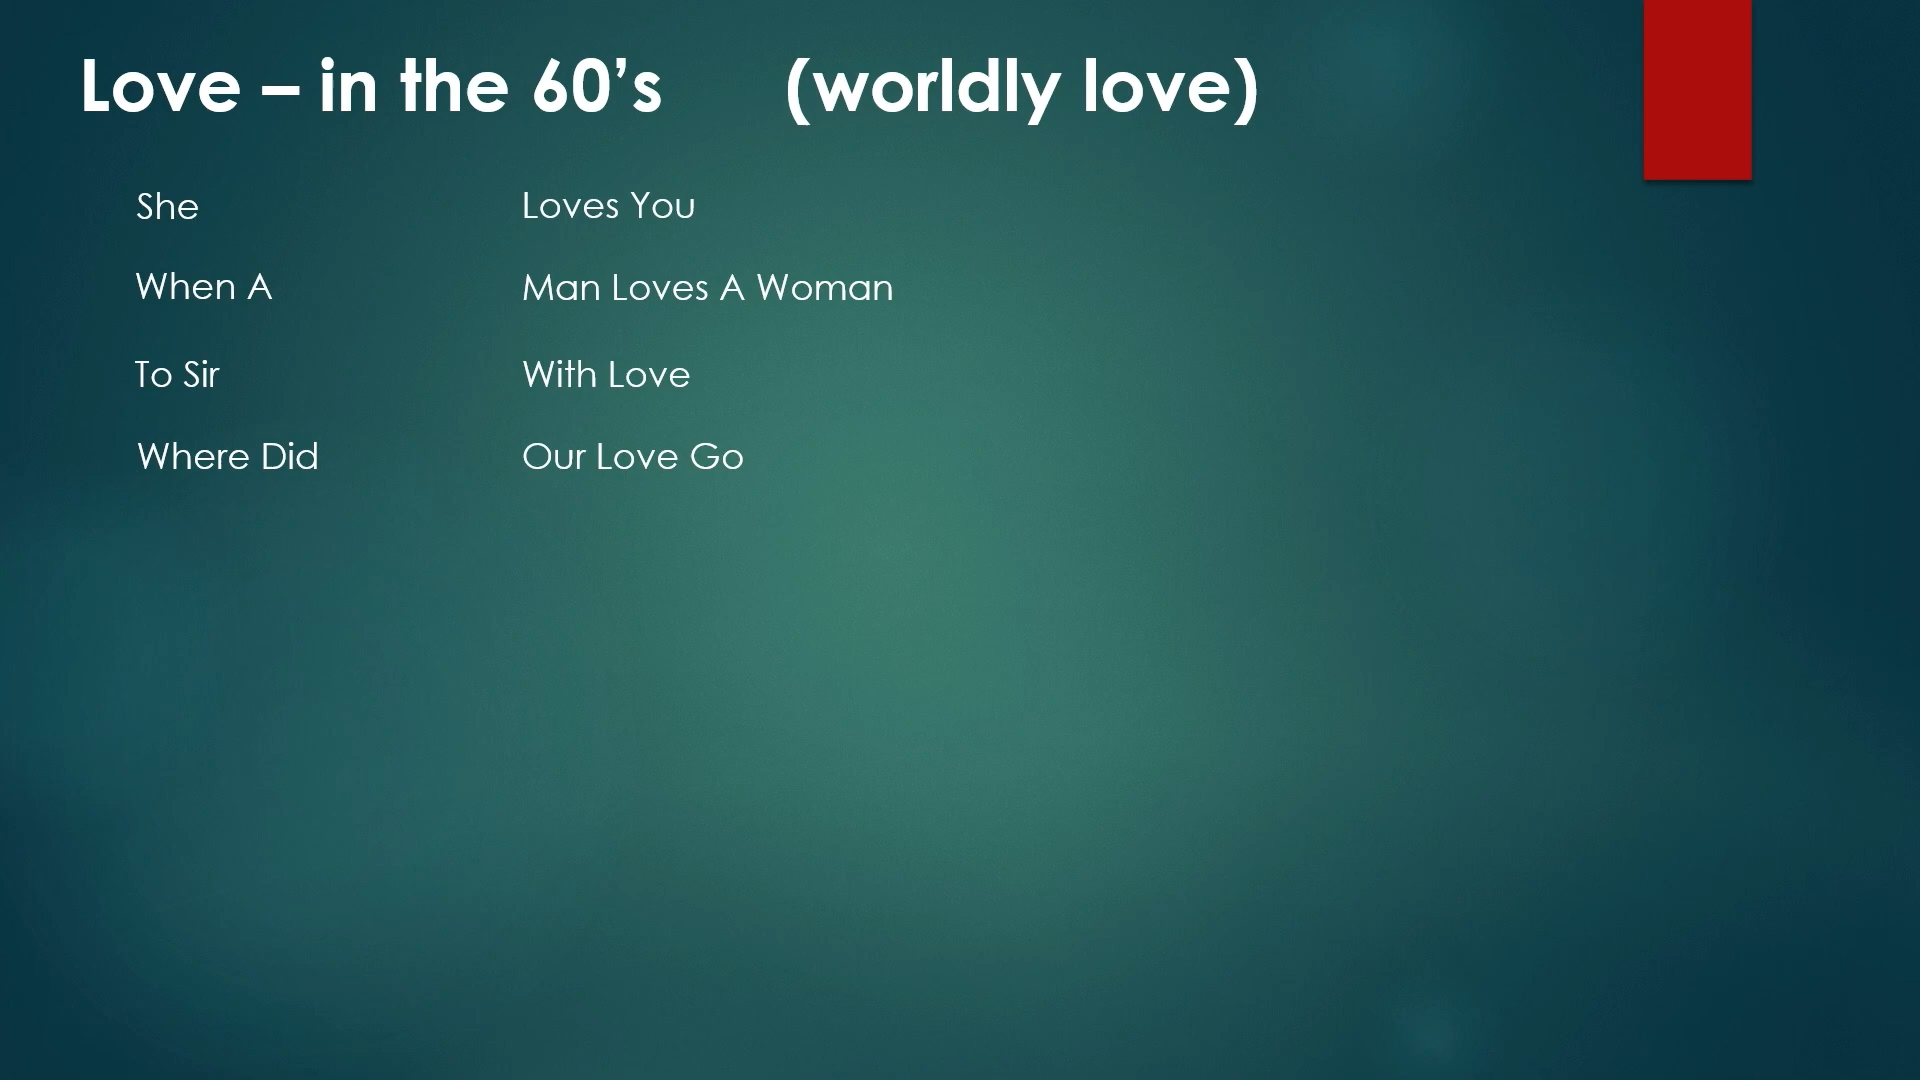 Love – in the 60’s (worldly love)
She Loves You
When A Man Loves A Woman
To Sir With Love
Where Did Our Love Go